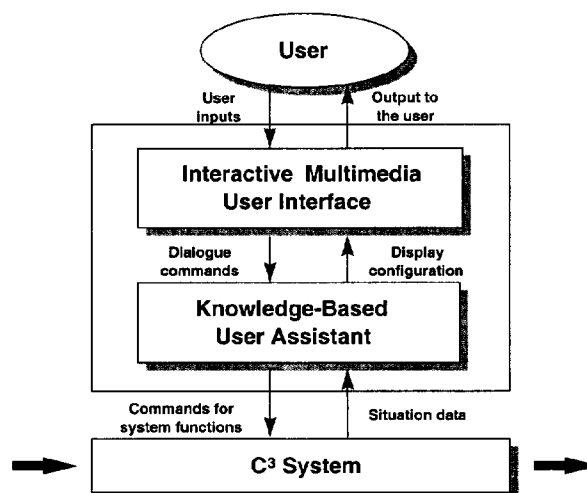 User
User
inputs
Output to
the user
Interactive Multimedia
User Interface
Dialogue
commands
Display
configuration
Knowledge-Based
User Assistant
Commands for
system functions
Situation data
C³ System